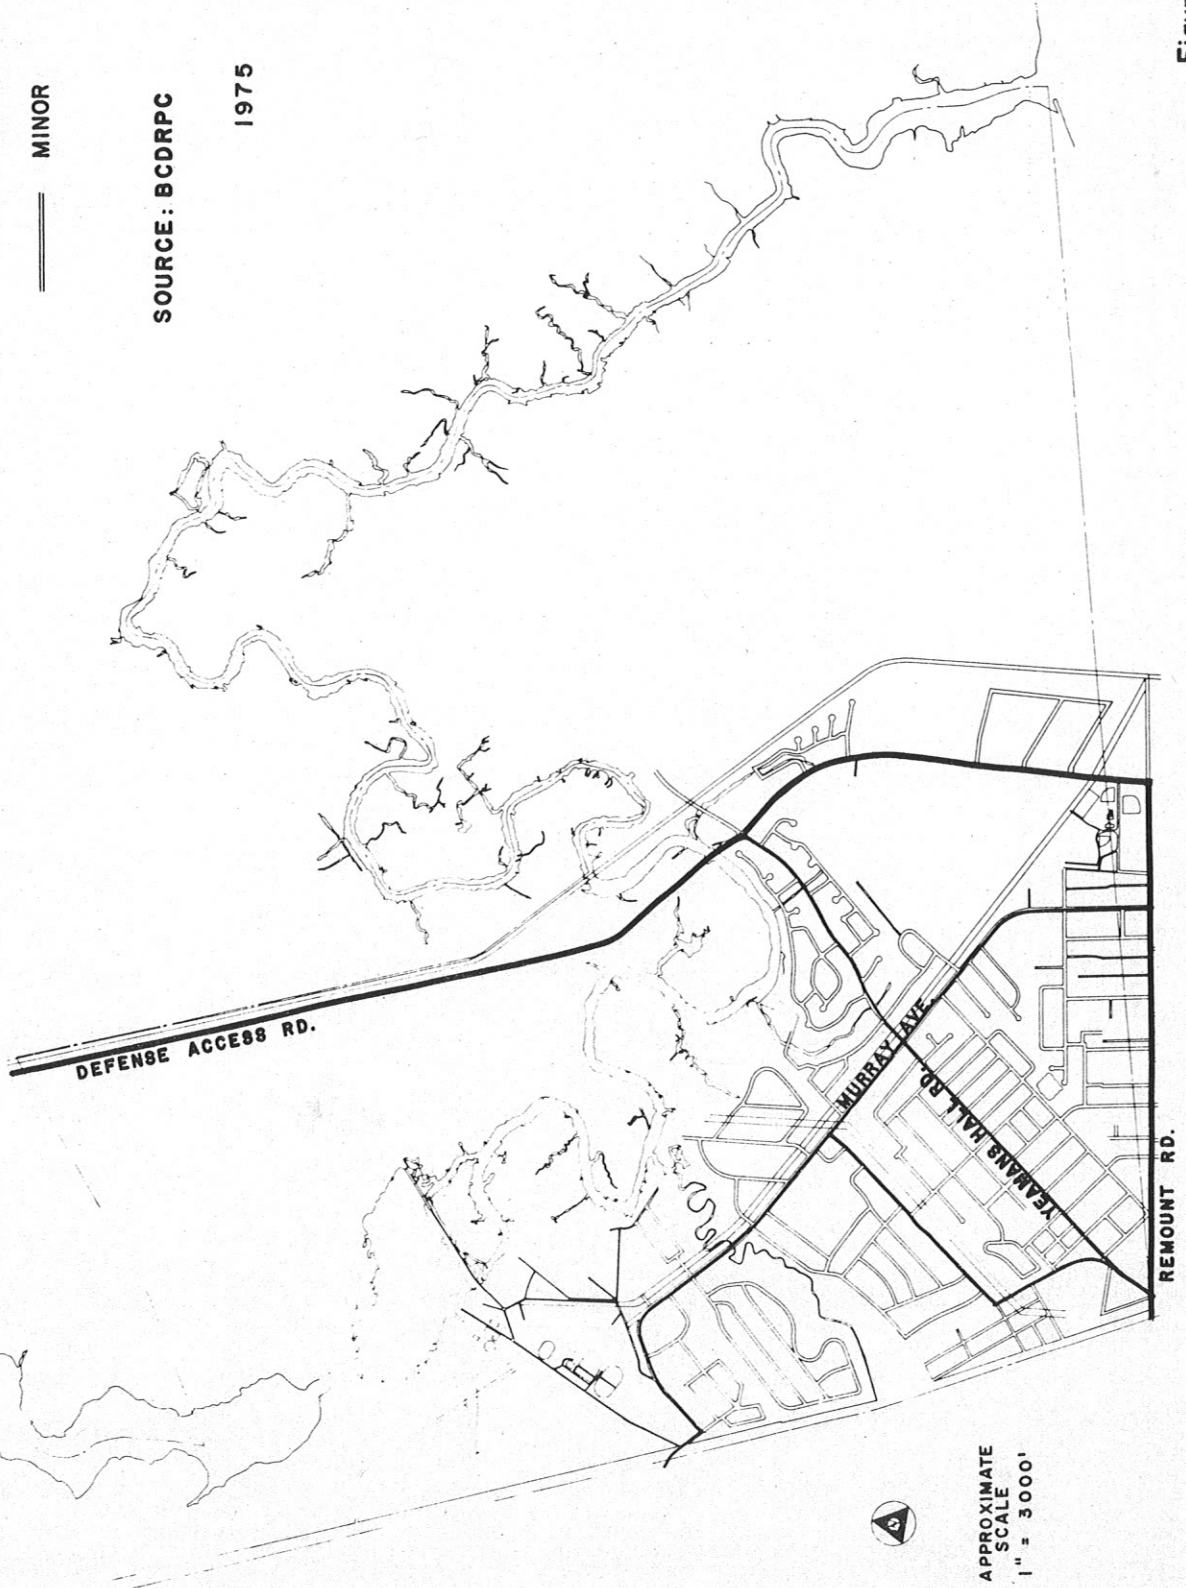 MINOR
SOURCE: BCDRPC
1975
DEFENSE ACCESS RD.
MURRAY AVE.
YEAMANS HALL RD.
REMOUNT RD.
APPROXIMATE
SCALE
1" = 3000'